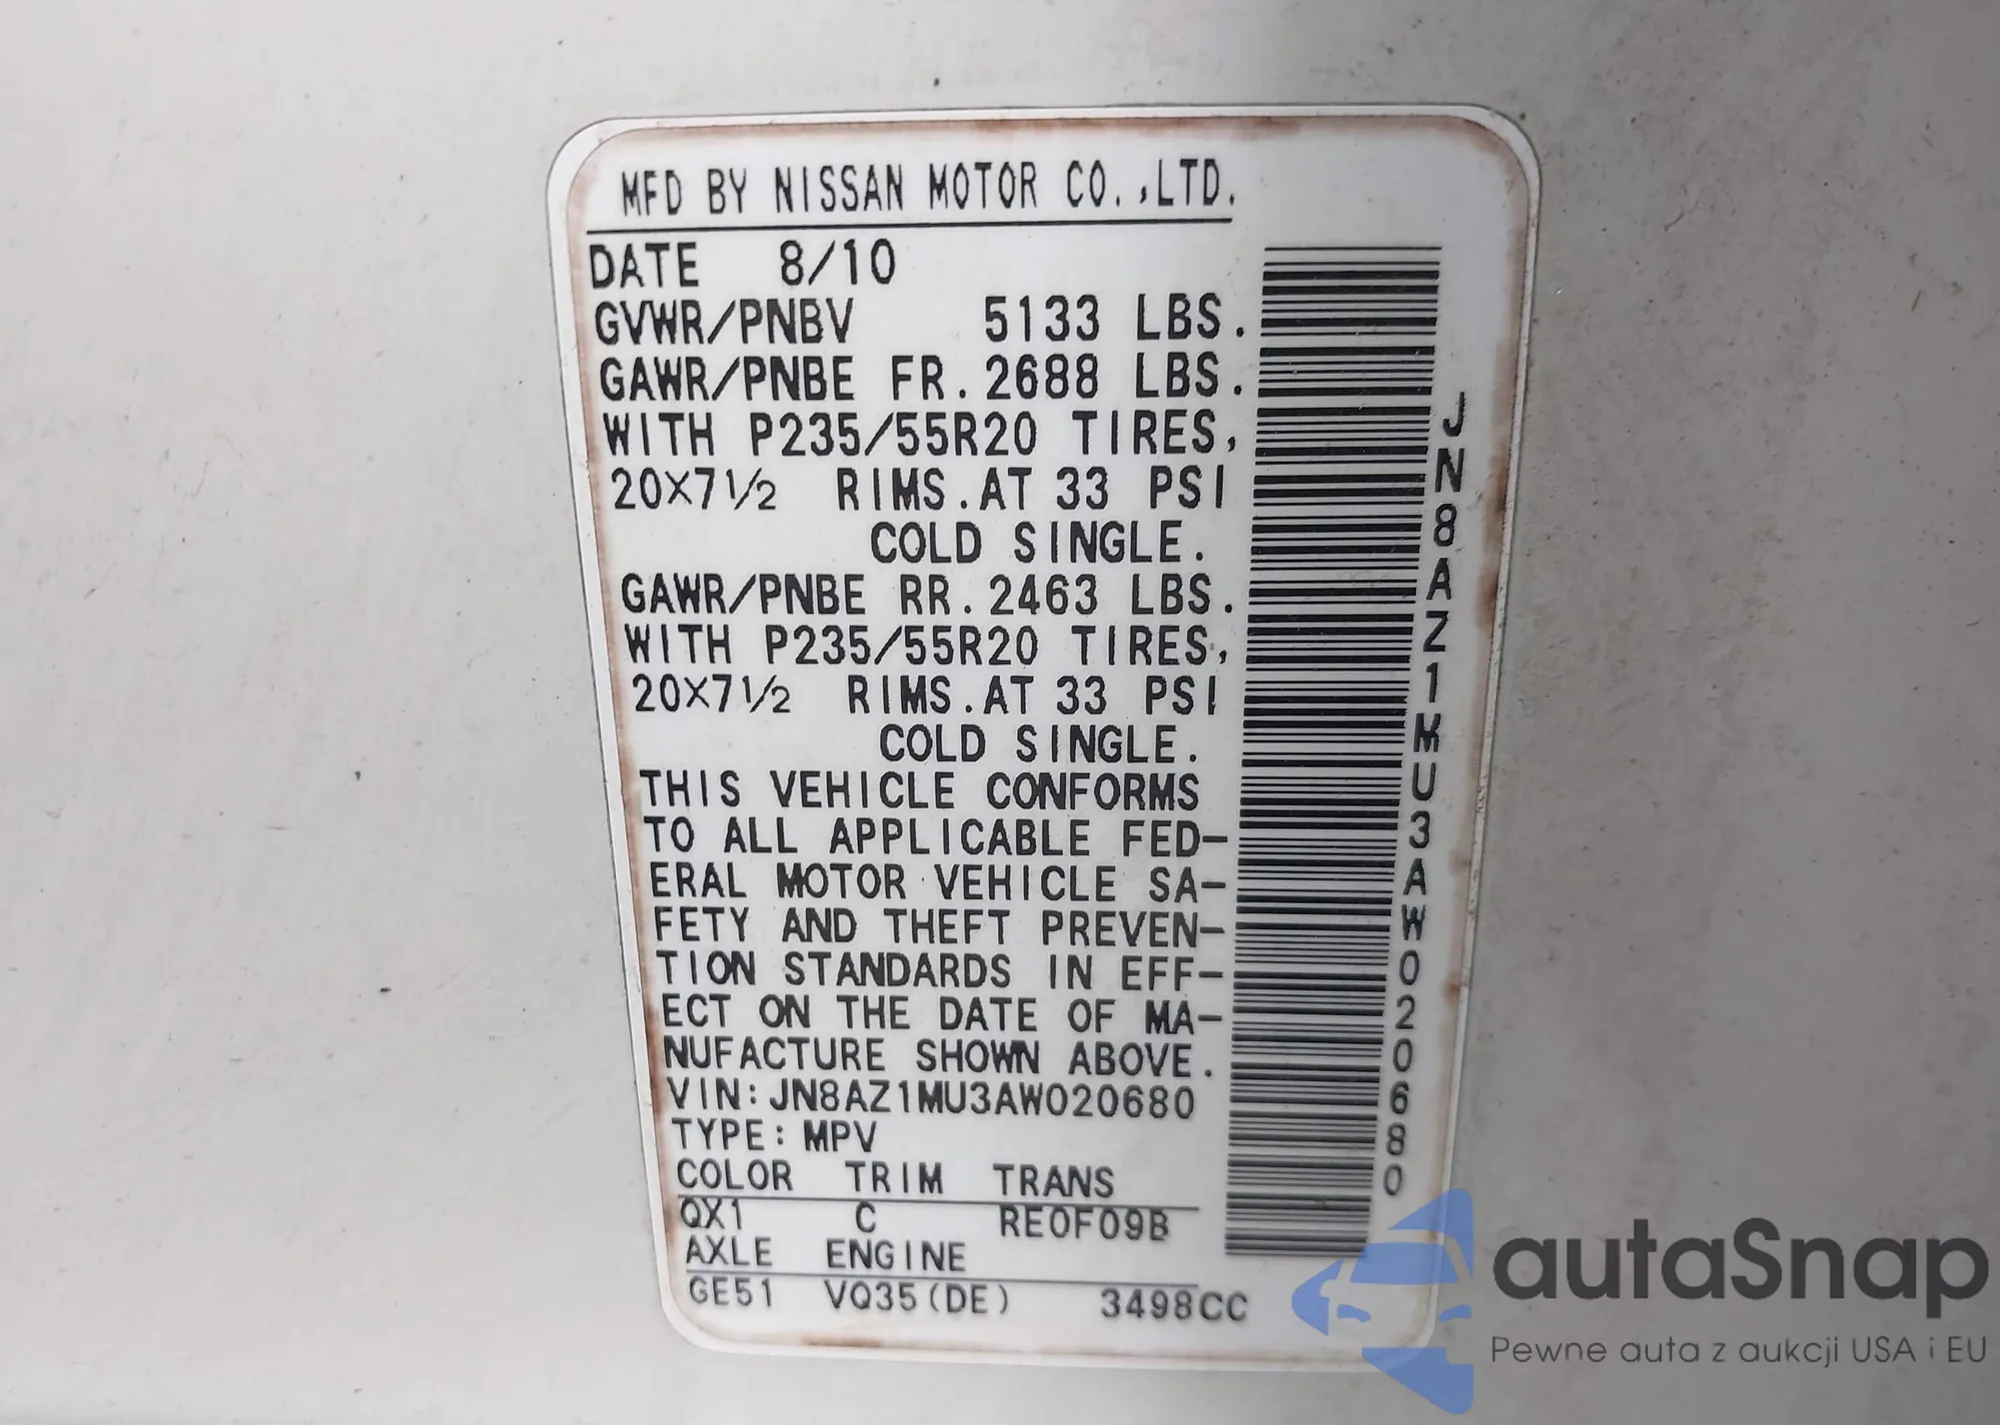 MFD BY NISSAN MOTOR CO.,LTD.
DATE 8/10
GVWR/PNBV 5133 LBS.
GAWR/PNBE FR. 2688 LBS.
WITH P235/55R20 TIRES,
20X7½ RIMS.AT 33 PSI
COLD SINGLE.
GAWR/PNBE RR. 2463 LBS.
WITH P235/55R20 TIRES,
20X7½ RIMS.AT 33 PSI
COLD SINGLE.
THIS VEHICLE CONFORMS
TO ALL APPLICABLE FED-
ERAL MOTOR VEHICLE SA-
FETY AND THEFT PREVEN-
TION STANDARDS IN EFF-
ECT ON THE DATE OF MA-
NUFACTURE SHOWN ABOVE.
VIN:JN8AZ1MU3AW020680
TYPE:MPV
COLOR TRIM TRANS
QX1 C RE0F09B
AXLE ENGINE
GE51 VQ35(DE) 3498CC
JN8AZ1MU3AW020680
autaSnap
Pewne auta z aukcji USA i EU